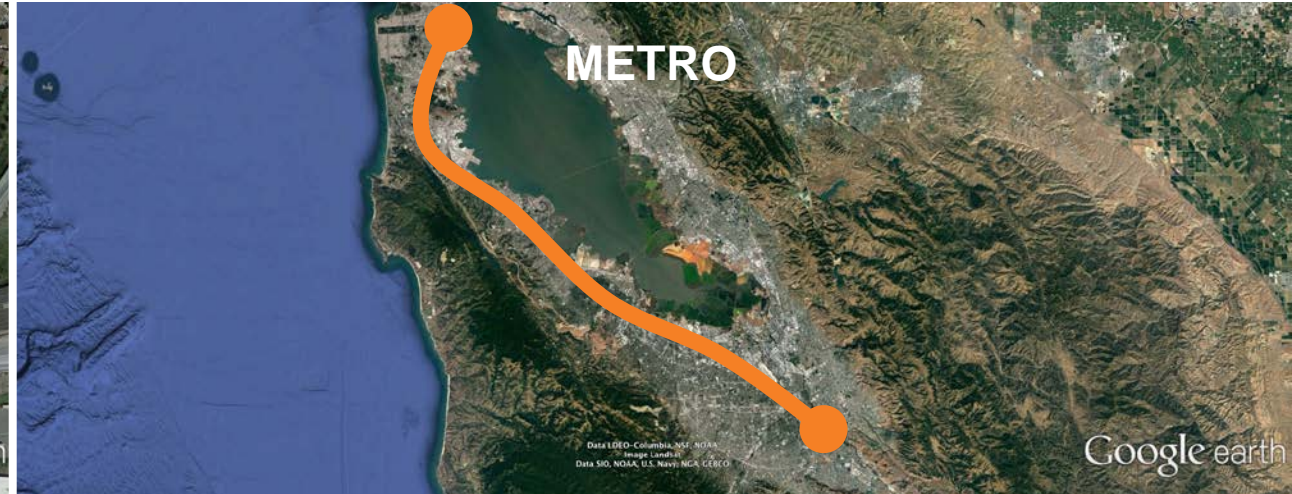 METRO
Data LDEO-Columbia, NSF, NOAA
Image Landsat
Data SIO, NOAA, U.S. Navy, NGA, GEBCO
Google earth